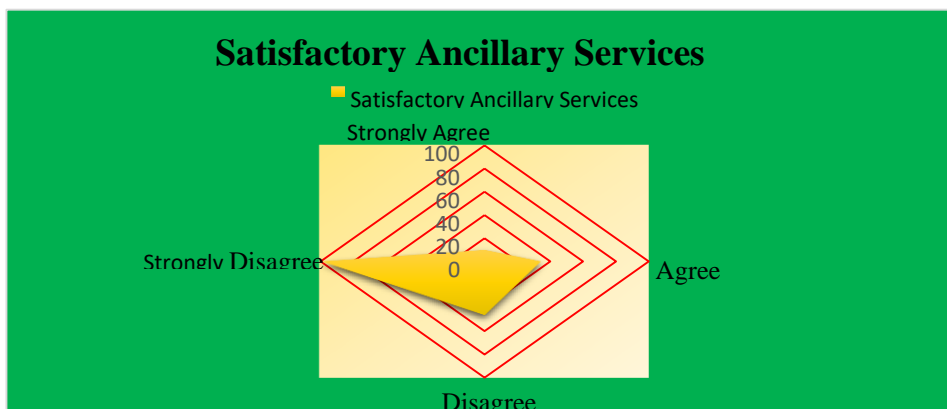 Satisfactory Ancillary Services
Satisfactory Ancillary Services
Strongly Agree
100
80
60
40
20
0
Strongly Disagree
Agree
Disagree